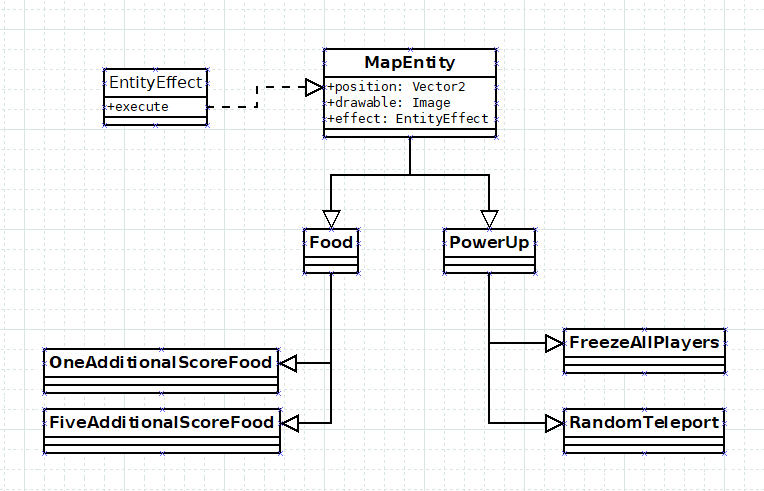 MapEntity
+position: Vector2
+drawable: Image
+effect: EntityEffect
EntityEffect
+execute
Food
PowerUp
OneAdditionalScoreFood
FiveAdditionalScoreFood
FreezeAllPlayers
RandomTeleport